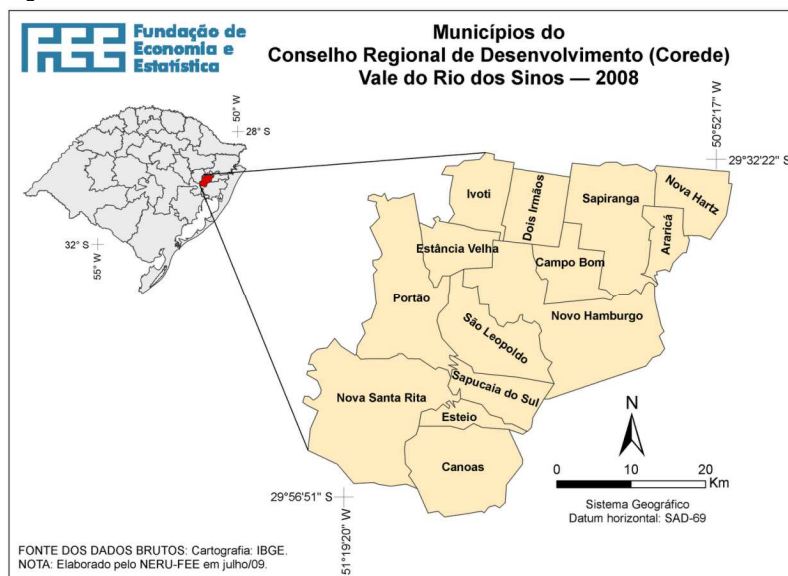 FEE
Fundação de
Economia e
Estatística
Municípios do
Conselho Regional de Desenvolvimento (Corede)
Vale do Rio dos Sinos — 2008
50° W
28° S
32° S
55° W
50°52'17" W
29°32'22" S
Ivoti
Dois Irmãos
Sapiranga
Nova Hartz
Araricá
Estância Velha
Campo Bom
Portão
Novo Hamburgo
São Leopoldo
Nova Santa Rita
Sapucaia do Sul
Esteio
Canoas
N
0 10 20
Km
Sistema Geográfico
Datum horizontal: SAD-69
29°56'51" S
51°19'20" W
FONTE DOS DADOS BRUTOS: Cartografia: IBGE.
NOTA: Elaborado pelo NERU-FEE em julho/09.